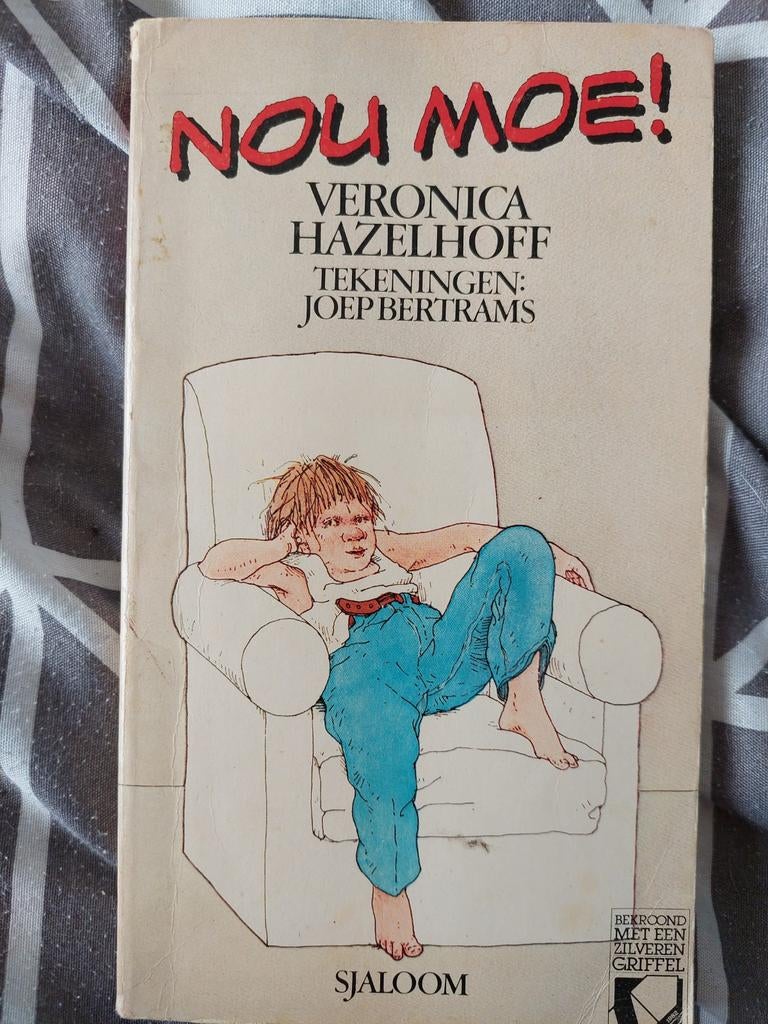 NOU MOE!
VERONICA
HAZELHOFF
TEKENINGEN:
JOEP BERTRAMS
BEKROOND
MET EEN
ZILVEREN
GRIFFEL
SJALOOM